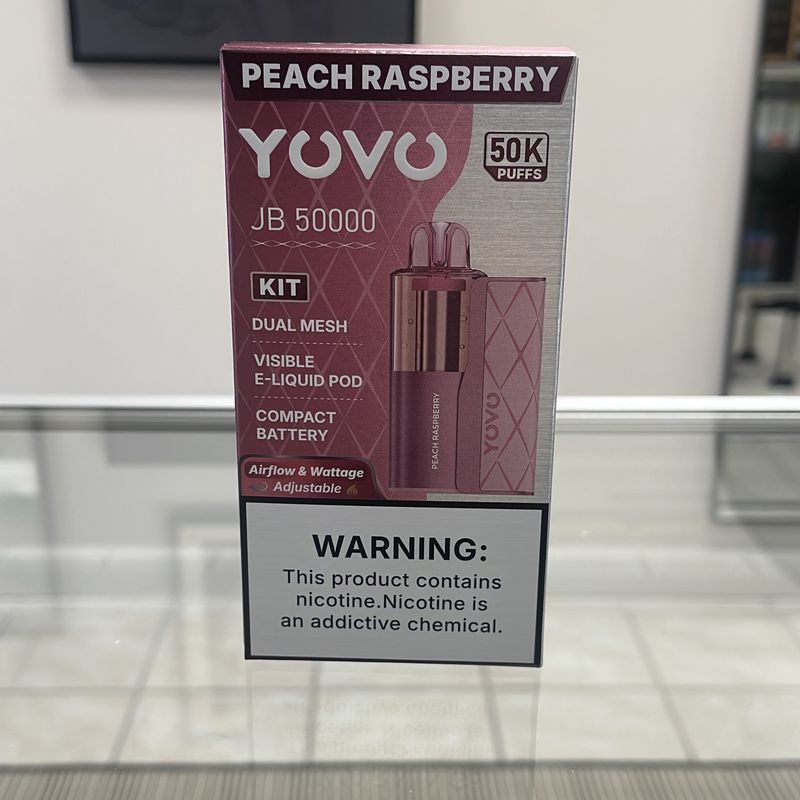 PEACH RASPBERRY
YOVO
50K
PUFFS
JB 50000
KIT
DUAL MESH
VISIBLE
E-LIQUID POD
COMPACT
BATTERY
PEACH RASPBERRY
YOVO
Airflow & Wattage
Adjustable
WARNING:
This product contains
nicotine.Nicotine is
an addictive chemical.